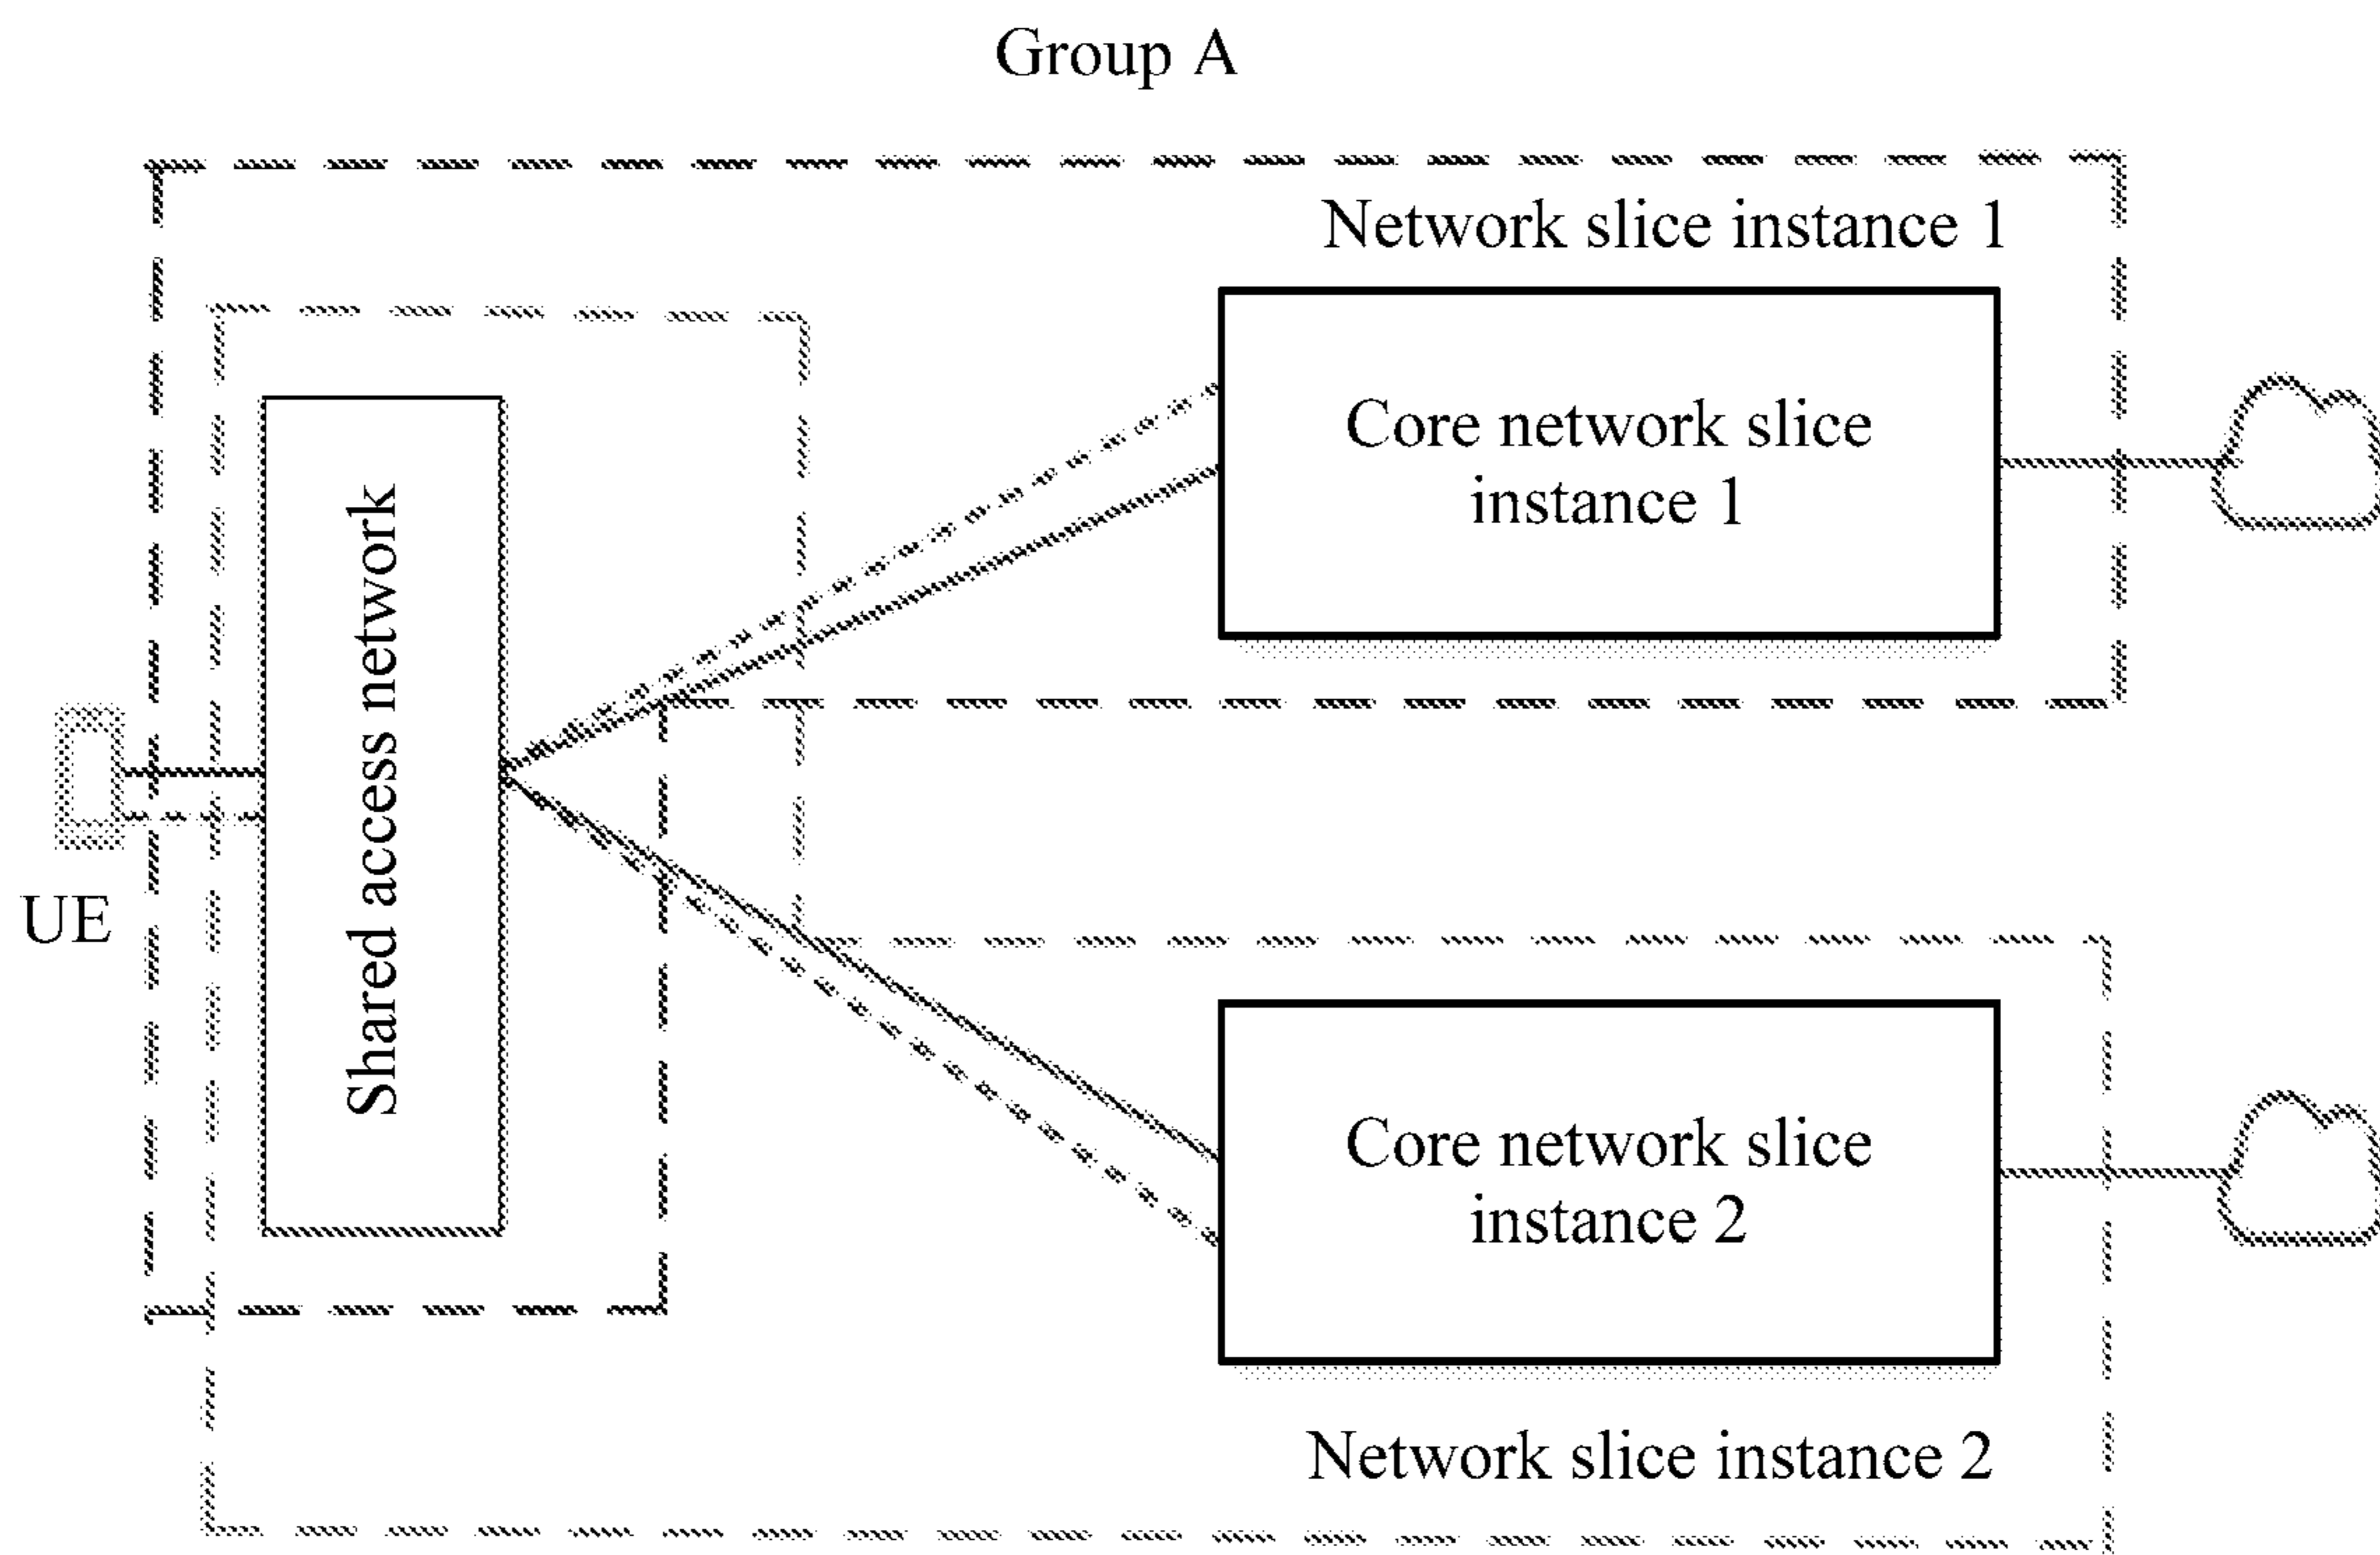 Group A
Network slice instance 1
Core network slice
instance 1
Shared access network
UE
Core network slice
instance 2
Network slice instance 2